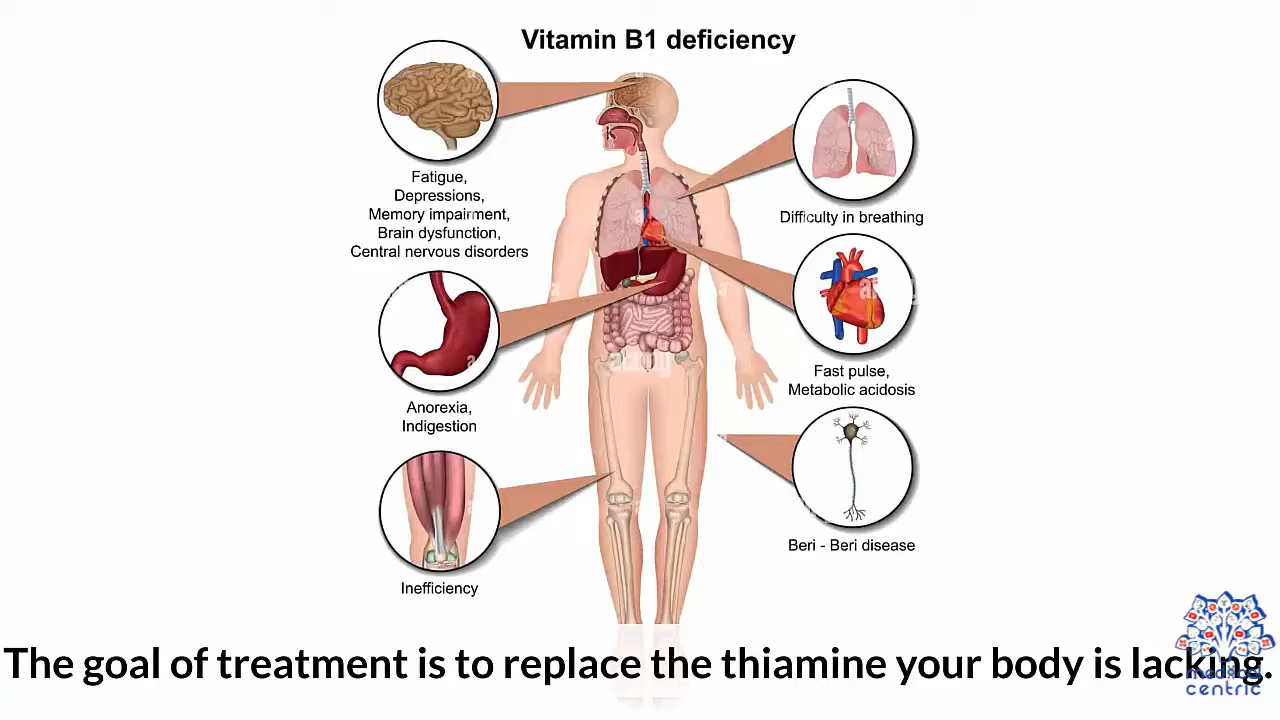 Vitamin B1 deficiency
Fatigue,
Depressions,
Memory impairment,
Brain dysfunction,
Central nervous disorders
Anorexia,
Indigestion
Inefficiency
Difficulty in breathing
Fast pulse,
Metabolic acidosis
Beri - Beri disease
The goal of treatment is to replace the thiamine your body is lacking.
medical
centric